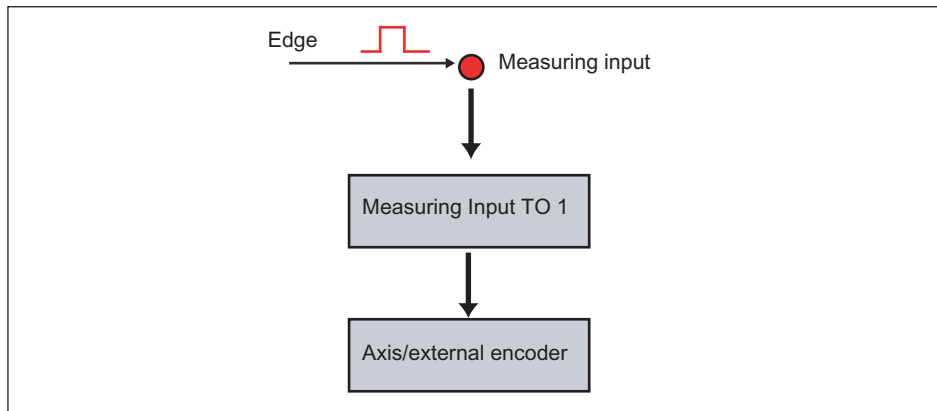 Edge
Measuring input
Measuring Input TO 1
Axis/external encoder